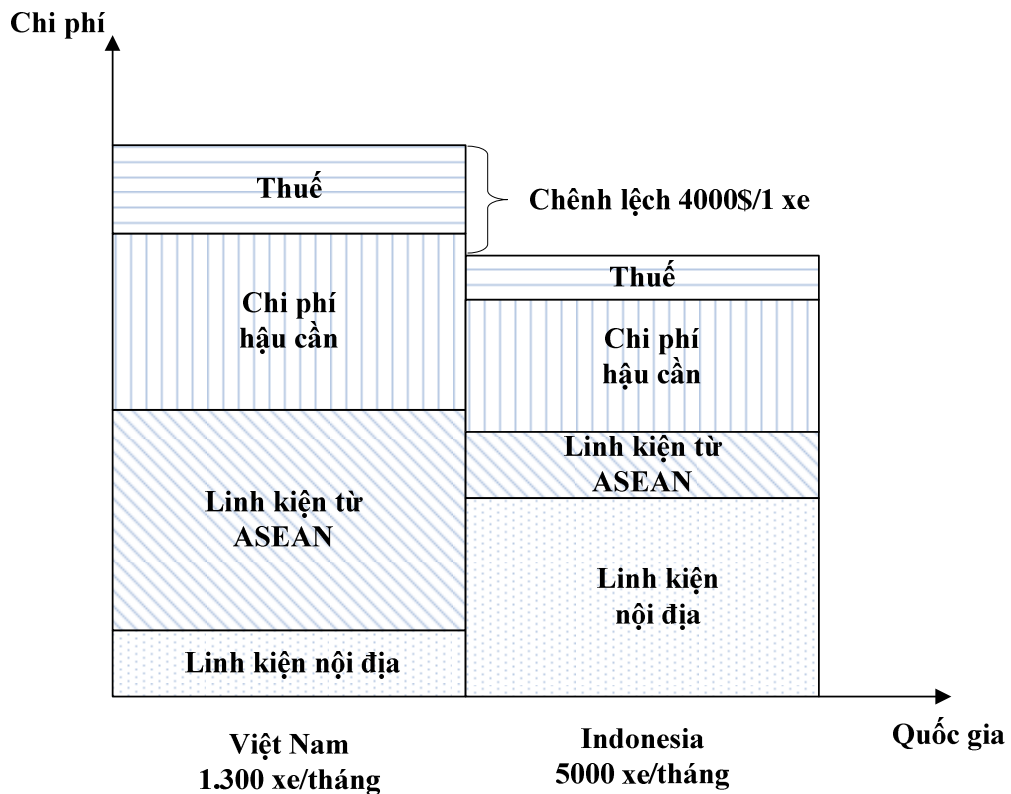 Chi phí
Thuế
Chênh lệch 4000$/1 xe
Chi phí
hậu cần
Thuế
Chi phí
hậu cần
Linh kiện từ
ASEAN
Linh kiện từ
ASEAN
Linh kiện
nội địa
Linh kiện nội địa
Quốc gia
Việt Nam
1.300 xe/tháng
Indonesia
5000 xe/tháng